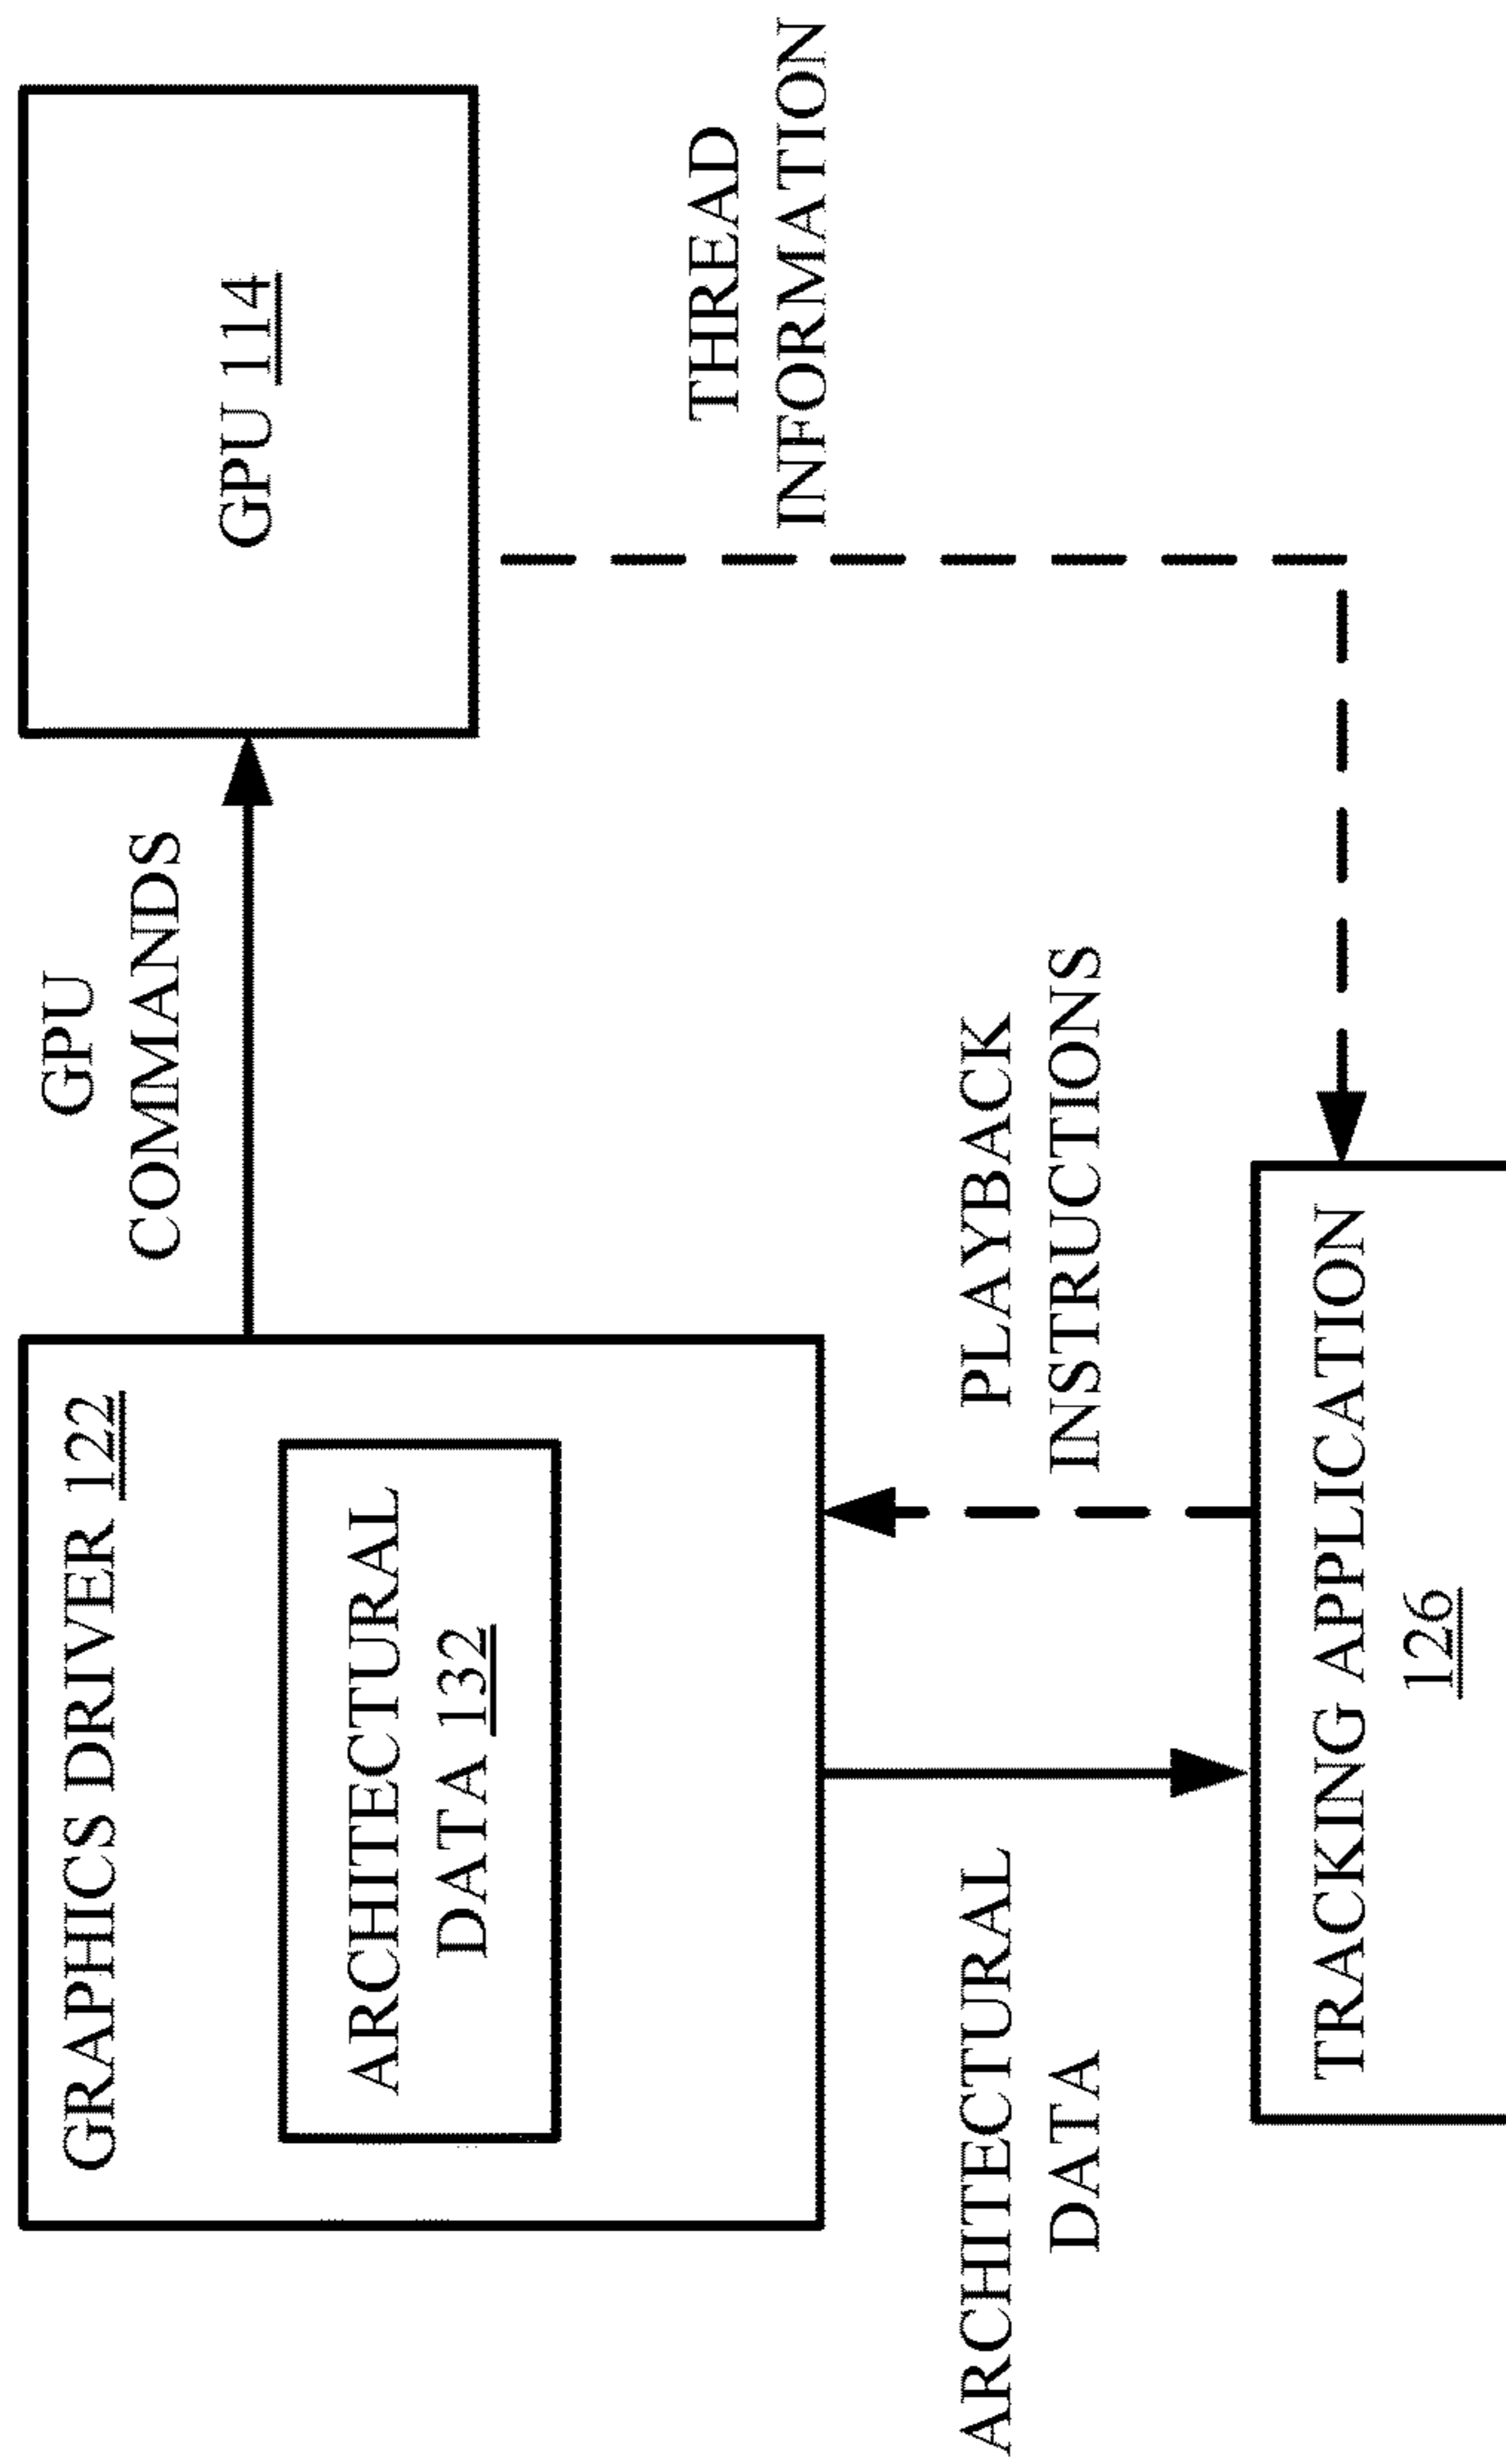 GRAPHICS DRIVER 122
ARCHITECTURAL
DATA 132
GPU
COMMANDS
GPU 114
ARCHITECTURAL
DATA
PLAYBACK
INSTRUCTIONS
THREAD
INFORMATION
TRACKING APPLICATION
126